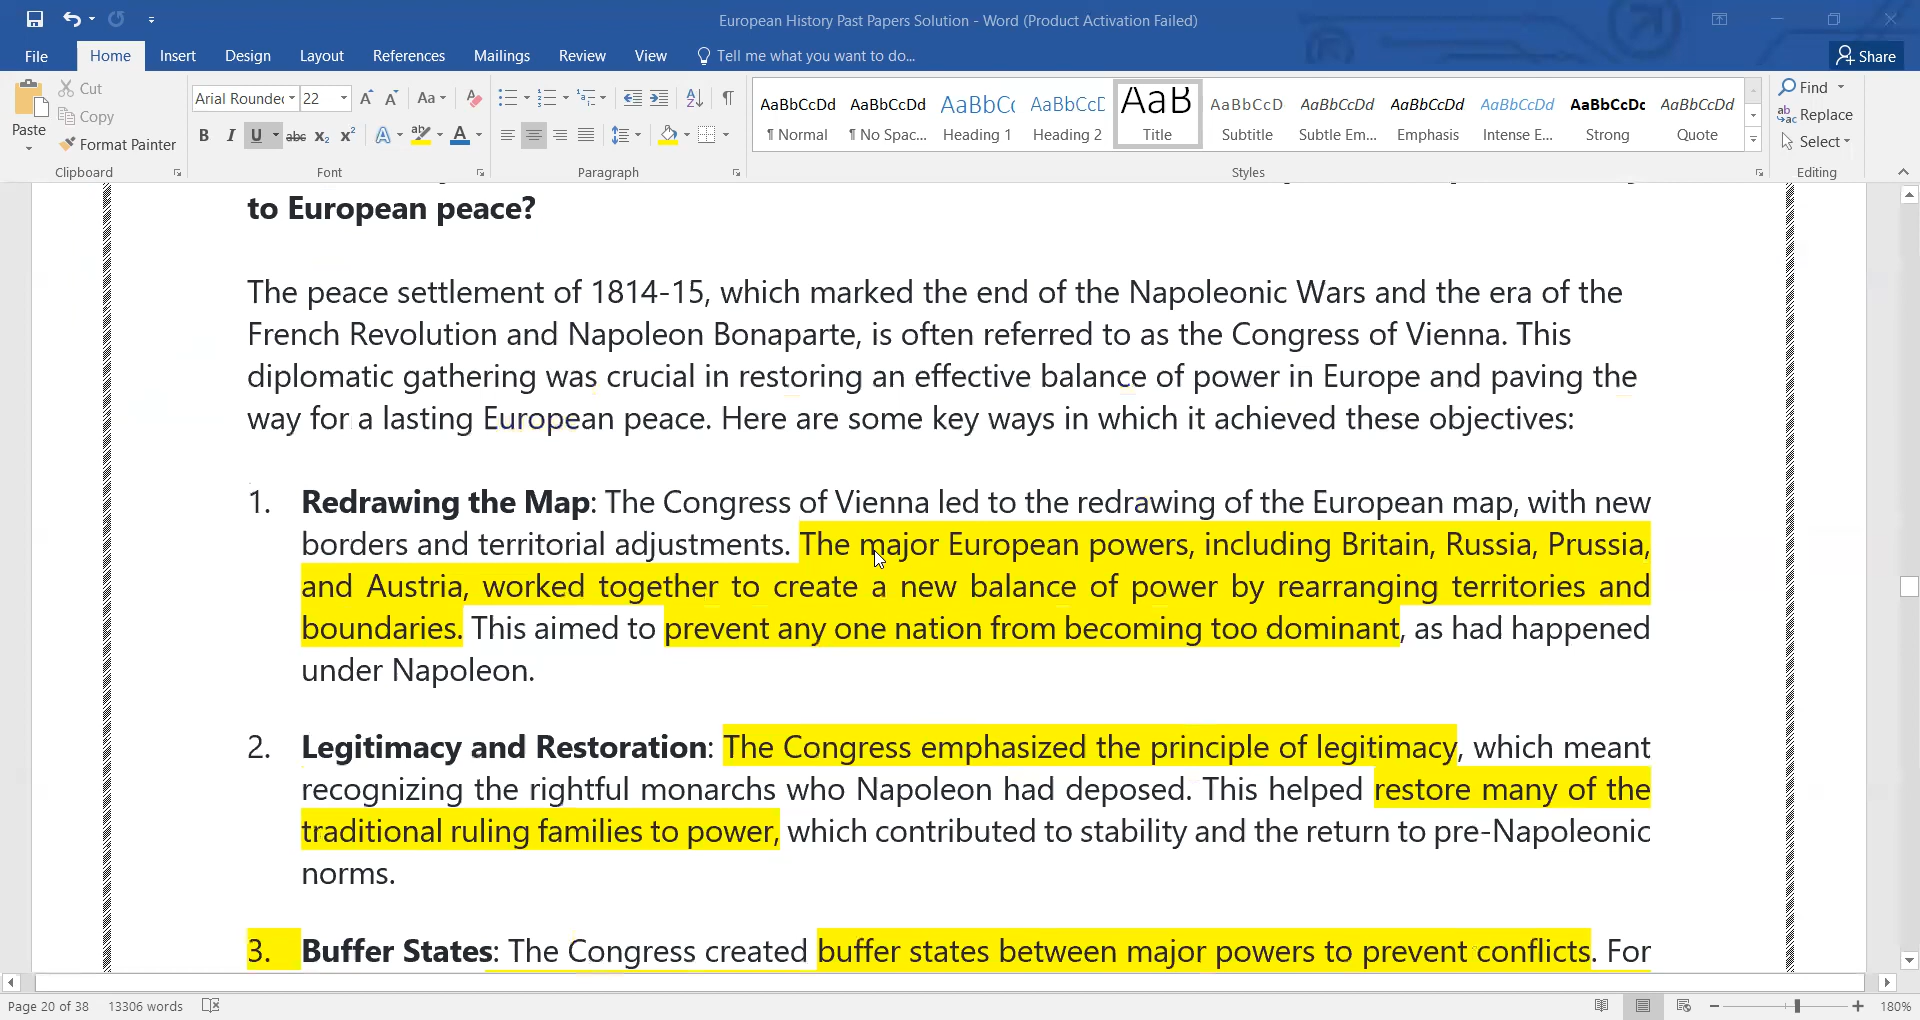 European History Past Papers Solution - Word (Product Activation Failed)
File Home Insert Design Layout References Mailings Review View Tell me what you want to do... Share
Paste Cut Copy Format Painter
Arial Rounded 22
AaBbCcDd AaBbCcDd AaBbC AaBbCcD AaB AaBbCcD AaBbCcDd AaBbCcDd AaBbCcDd AaBbCcDc AaBbCcDd
¶ Normal ¶ No Spac... Heading 1 Heading 2 Title Subtitle Subtle Em... Emphasis Intense E... Strong Quote
Find Replace Select
Clipboard Font Paragraph Styles Editing
to European peace?
The peace settlement of 1814-15, which marked the end of the Napoleonic Wars and the era of the
French Revolution and Napoleon Bonaparte, is often referred to as the Congress of Vienna. This
diplomatic gathering was crucial in restoring an effective balance of power in Europe and paving the
way for a lasting European peace. Here are some key ways in which it achieved these objectives:
1. Redrawing the Map: The Congress of Vienna led to the redrawing of the European map, with new
borders and territorial adjustments. The major European powers, including Britain, Russia, Prussia,
and Austria, worked together to create a new balance of power by rearranging territories and
boundaries. This aimed to prevent any one nation from becoming too dominant, as had happened
under Napoleon.
2. Legitimacy and Restoration: The Congress emphasized the principle of legitimacy, which meant
recognizing the rightful monarchs who Napoleon had deposed. This helped restore many of the
traditional ruling families to power, which contributed to stability and the return to pre-Napoleonic
norms.
3. Buffer States: The Congress created buffer states between major powers to prevent conflicts. For
Page 20 of 38 13306 words 180%